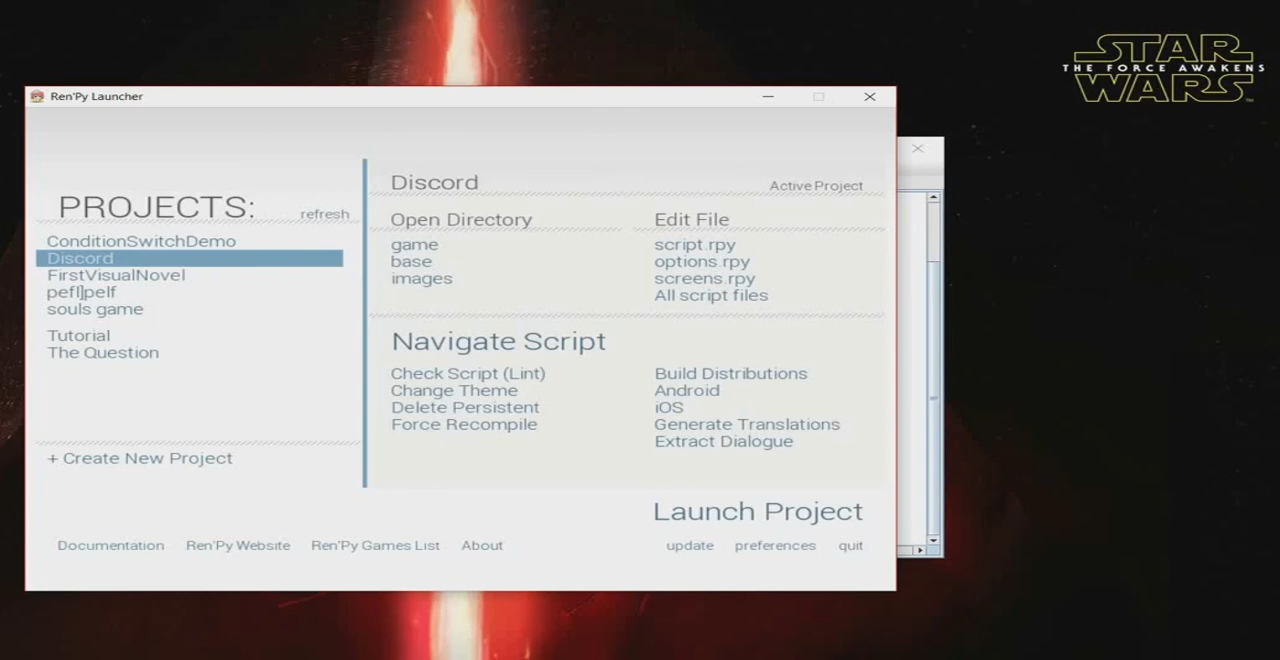 STAR
THE FORCE AWAKENS
WARS
Ren'Py Launcher
PROJECTS:
refresh
ConditionSwitchDemo
Discord
FirstVisualNovel
pefl]pelf
souls game
Tutorial
The Question
+ Create New Project
Discord
Active Project
Open Directory
game
base
images
Edit File
script.rpy
options.rpy
screens.rpy
All script files
Navigate Script
Check Script (Lint)
Change Theme
Delete Persistent
Force Recompile
Build Distributions
Android
iOS
Generate Translations
Extract Dialogue
Launch Project
Documentation
Ren'Py Website
Ren'Py Games List
About
update
preferences
quit